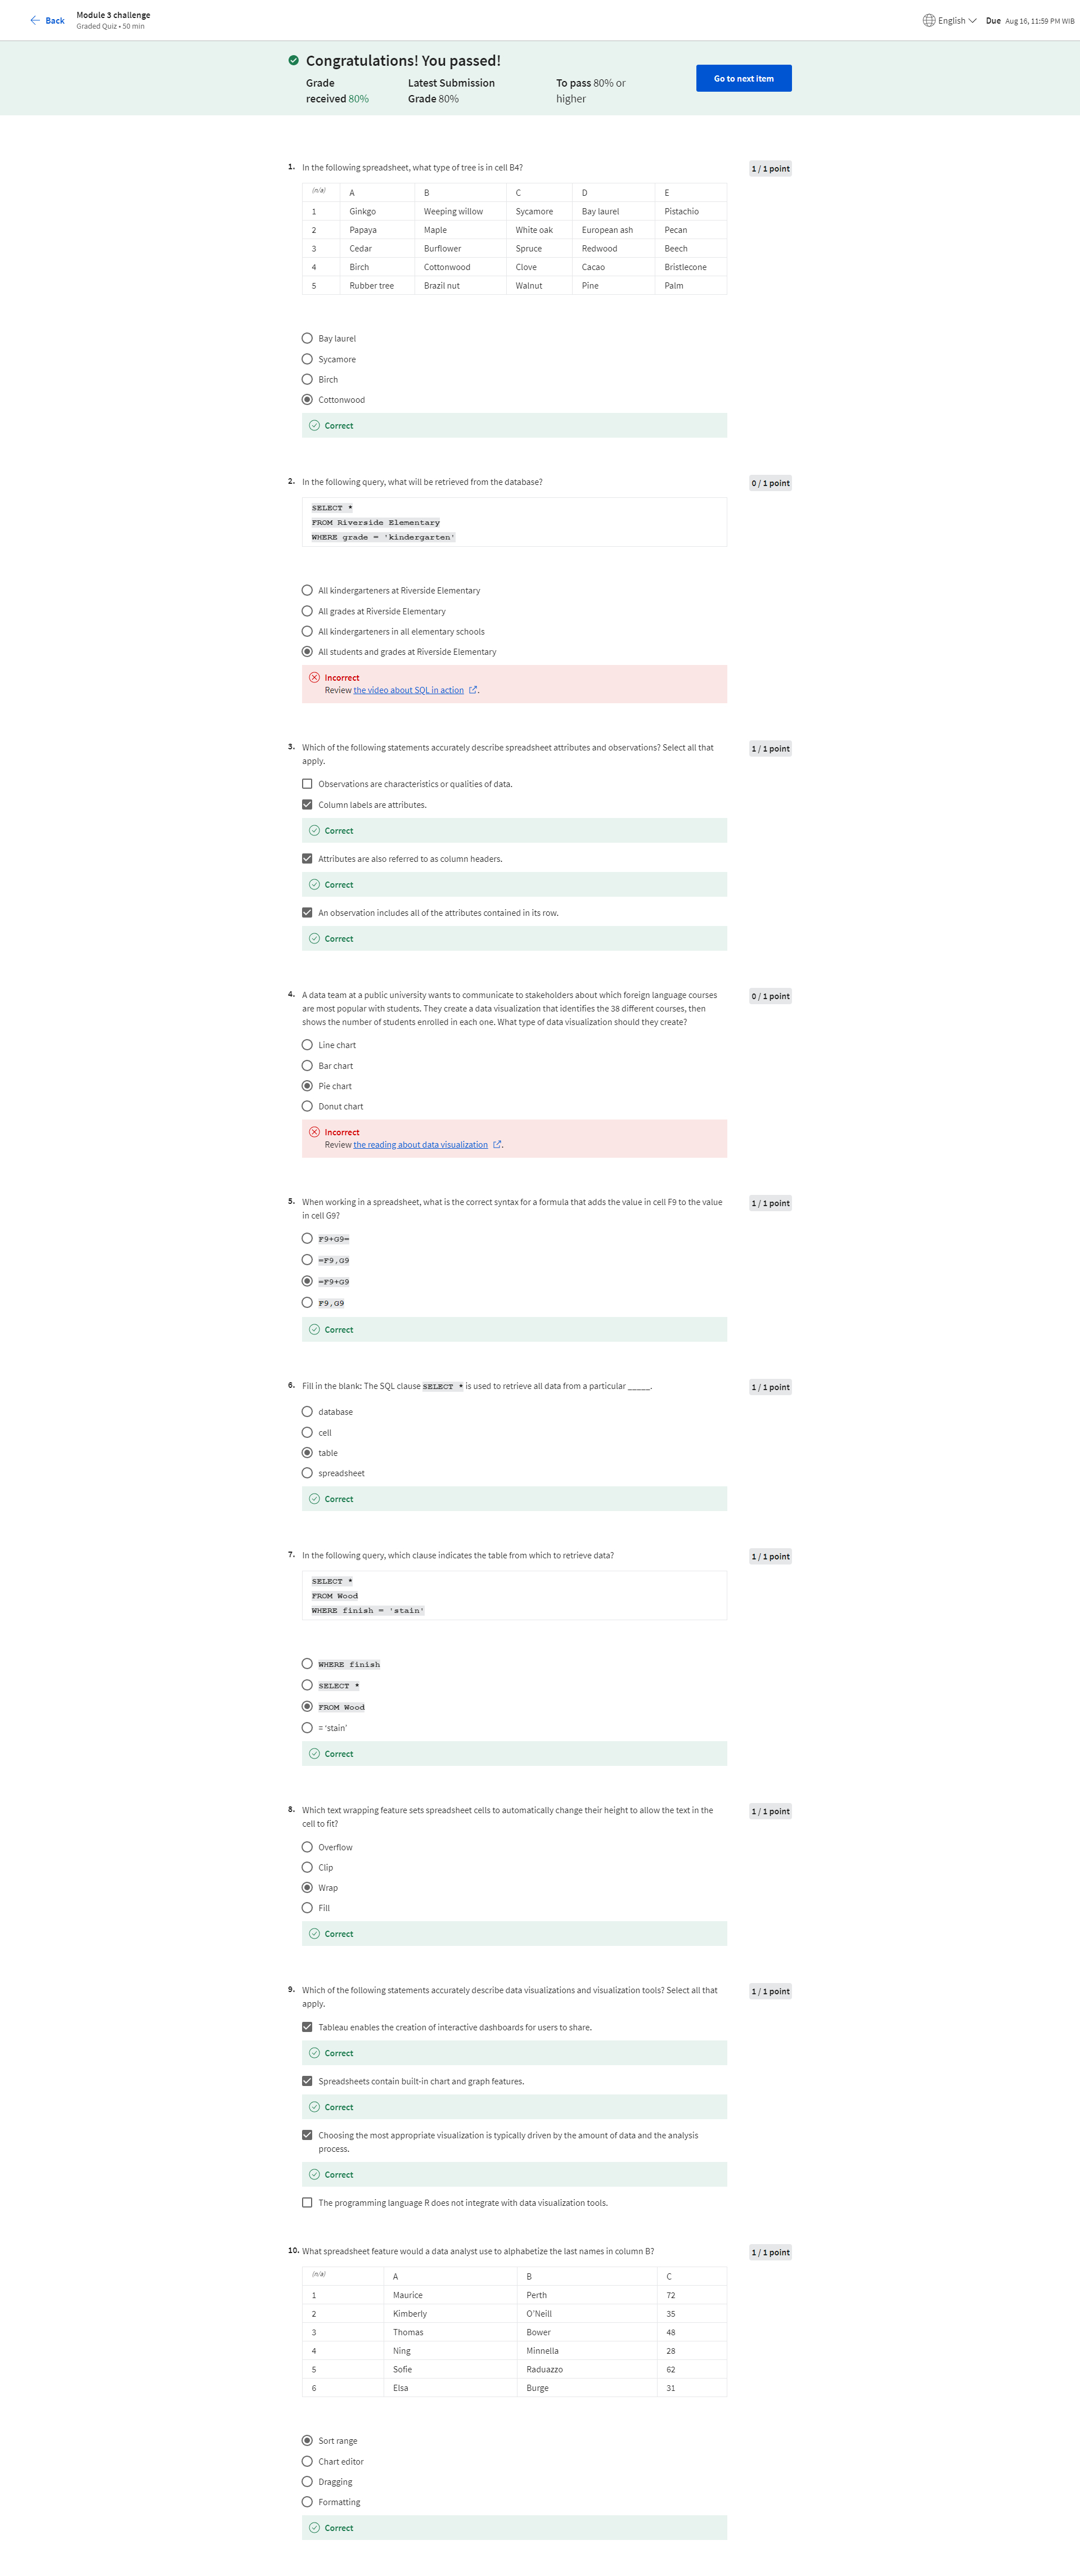 Back
Module 3 challenge
Graded Quiz • 50 min
English
Due Aug 16, 11:59 PM WIB
Congratulations! You passed!
Grade received 80%
Latest Submission Grade 80%
To pass 80% or higher
Go to next item
1. In the following spreadsheet, what type of tree is in cell B4?
1 / 1 point
(n/a) A B C D E
1 Ginkgo Weeping willow Sycamore Bay laurel Pistachio
2 Papaya Maple White oak European ash Pecan
3 Cedar Burflower Spruce Redwood Beech
4 Birch Cottonwood Clove Cacao Bristlecone
5 Rubber tree Brazil nut Walnut Pine Palm
Bay laurel
Sycamore
Birch
Cottonwood
Correct
2. In the following query, what will be retrieved from the database?
0 / 1 point
SELECT *
FROM Riverside Elementary
WHERE grade = 'kindergarten'
All kindergarteners at Riverside Elementary
All grades at Riverside Elementary
All kindergarteners in all elementary schools
All students and grades at Riverside Elementary
Incorrect
Review the video about SQL in action.
3. Which of the following statements accurately describe spreadsheet attributes and observations? Select all that
apply.
1 / 1 point
Observations are characteristics or qualities of data.
Column labels are attributes.
Correct
Attributes are also referred to as column headers.
Correct
An observation includes all of the attributes contained in its row.
Correct
4. A data team at a public university wants to communicate to stakeholders about which foreign language courses
are most popular with students. They create a data visualization that identifies the 38 different courses, then
shows the number of students enrolled in each one. What type of data visualization should they create?
0 / 1 point
Line chart
Bar chart
Pie chart
Donut chart
Incorrect
Review the reading about data visualization.
5. When working in a spreadsheet, what is the correct syntax for a formula that adds the value in cell F9 to the value
in cell G9?
1 / 1 point
F9+G9=
=F9,G9
=F9+G9
F9,G9
Correct
6. Fill in the blank: The SQL clause SELECT * is used to retrieve all data from a particular _____.
1 / 1 point
database
cell
table
spreadsheet
Correct
7. In the following query, which clause indicates the table from which to retrieve data?
1 / 1 point
SELECT *
FROM Wood
WHERE finish = 'stain'
WHERE finish
SELECT *
FROM Wood
= ‘stain’
Correct
8. Which text wrapping feature sets spreadsheet cells to automatically change their height to allow the text in the
cell to fit?
1 / 1 point
Overflow
Clip
Wrap
Fill
Correct
9. Which of the following statements accurately describe data visualizations and visualization tools? Select all that
apply.
1 / 1 point
Tableau enables the creation of interactive dashboards for users to share.
Correct
Spreadsheets contain built-in chart and graph features.
Correct
Choosing the most appropriate visualization is typically driven by the amount of data and the analysis
process.
Correct
The programming language R does not integrate with data visualization tools.
10. What spreadsheet feature would a data analyst use to alphabetize the last names in column B?
1 / 1 point
(n/a) A B C
1 Maurice Perth 72
2 Kimberly O’Neill 35
3 Thomas Bower 48
4 Ning Minnella 28
5 Sofie Raduazzo 62
6 Elsa Burge 31
Sort range
Chart editor
Dragging
Formatting
Correct